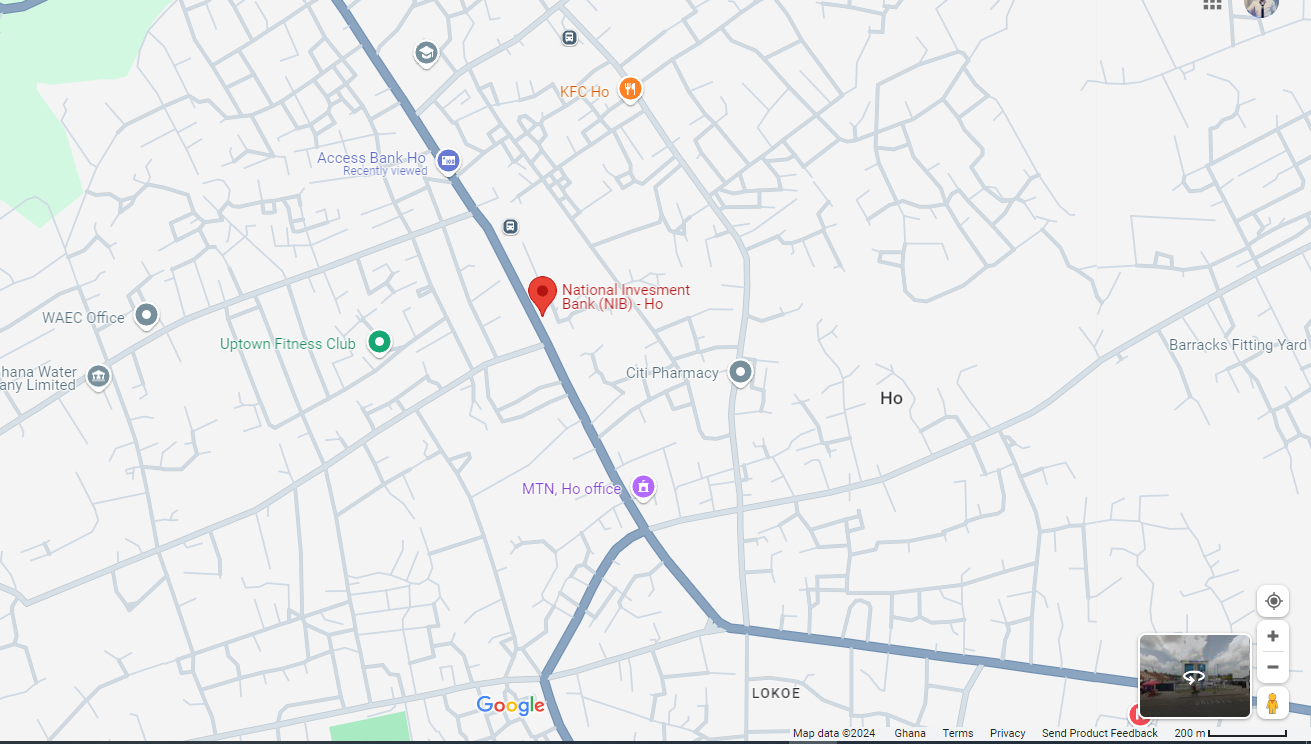 KFC Ho
Access Bank Ho
Recently viewed
National Invesment
Bank (NIB) - Ho
WAEC Office
Uptown Fitness Club
hana Water
any Limited
Citi Pharmacy
Barracks Fitting Yard
Ho
MTN, Ho office
LOKOE
Google
Map data ©2024 Ghana Terms Privacy Send Product Feedback 200 m